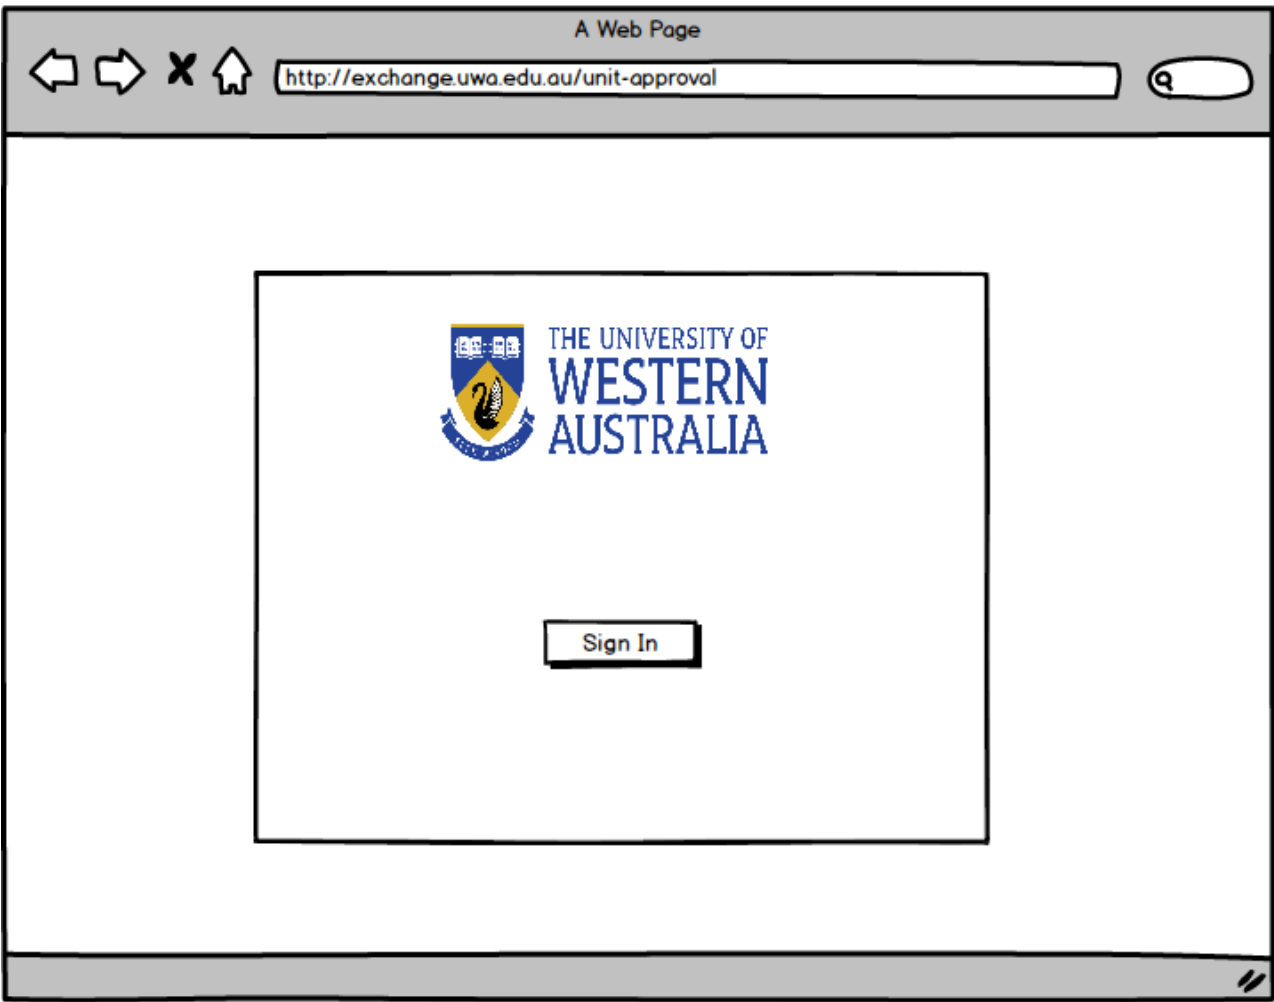 A Web Page
http://exchange.uwa.edu.au/unit-approval
THE UNIVERSITY OF
WESTERN
AUSTRALIA
Sign In